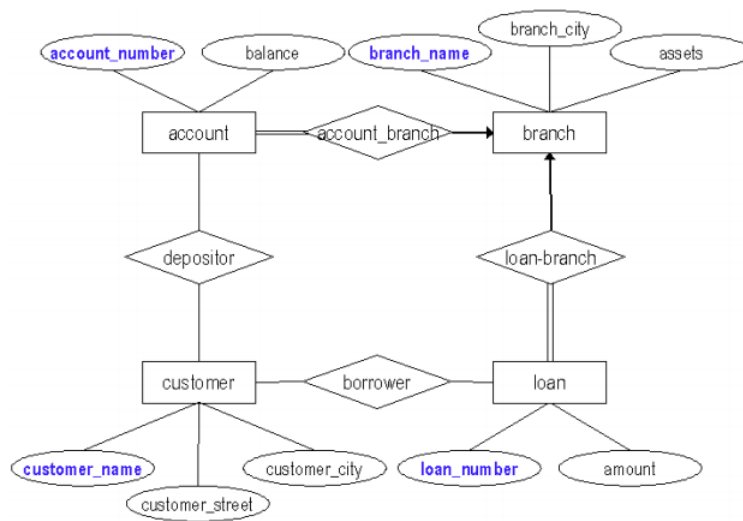 account_number
balance
branch_name
branch_city
assets
account
account_branch
branch
depositor
loan-branch
customer
borrower
loan
customer_name
customer_street
customer_city
loan_number
amount